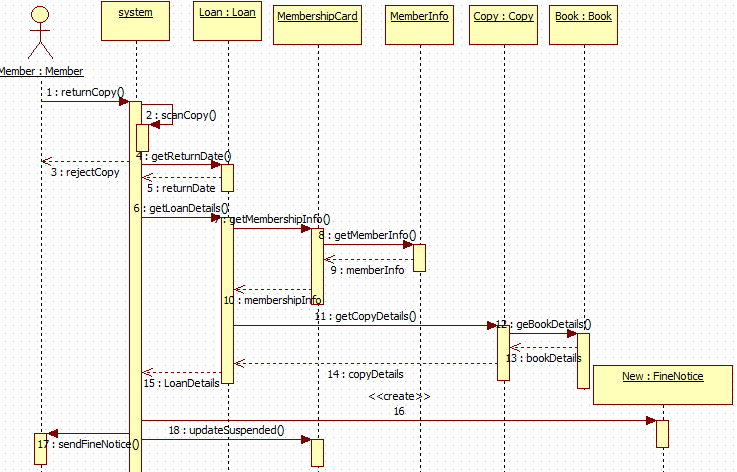 system
Loan : Loan
MembershipCard
MemberInfo
Copy : Copy
Book : Book
Member : Member
1 : returnCopy()
2 : scanCopy()
4 : getReturnDate()
3 : rejectCopy
5 : returnDate
6 : getLoanDetails()
7 : getMembershipInfo()
8 : getMemberInfo()
9 : memberInfo
10 : membershipInfo
11 : getCopyDetails()
12 : geBookDetails()
13 : bookDetails
14 : copyDetails
15 : LoanDetails
New : FineNotice
<<create>>
16
18 : updateSuspended()
17 : sendFineNotice()